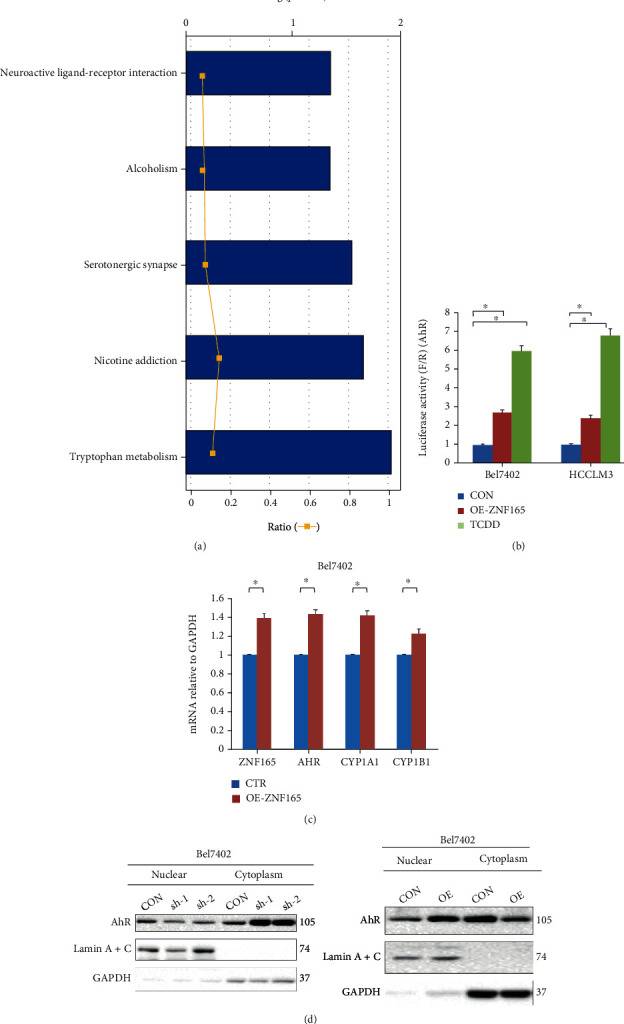 0 1 2
Neuroactive ligand-receptor interaction
Alcoholism
Serotonergic synapse
Nicotine addiction
Tryptophan metabolism
0 0.2 0.4 0.6 0.8 1
Ratio ( )
(a)
Luciferase activity (F/R) (AhR)
8
7
6
5
4
3
2
1
0
* *
* *
Bel7402 HCCLM3
CON
OE-ZNF165
TCDD
(b)
Bel7402
mRNA relative to GAPDH
1.6
1.4
1.2
1
0.8
0.6
0.4
0.2
0
* * * *
ZNF165 AHR CYP1A1 CYP1B1
CTR
OE-ZNF165
(c)
Bel7402
Nuclear Cytoplasm
CON sh-1 sh-2 CON sh-1 sh-2
AhR 105
Lamin A + C 74
GAPDH 37
Bel7402
Nuclear Cytoplasm
CON OE CON OE
AhR 105
Lamin A + C 74
GAPDH 37
(d)